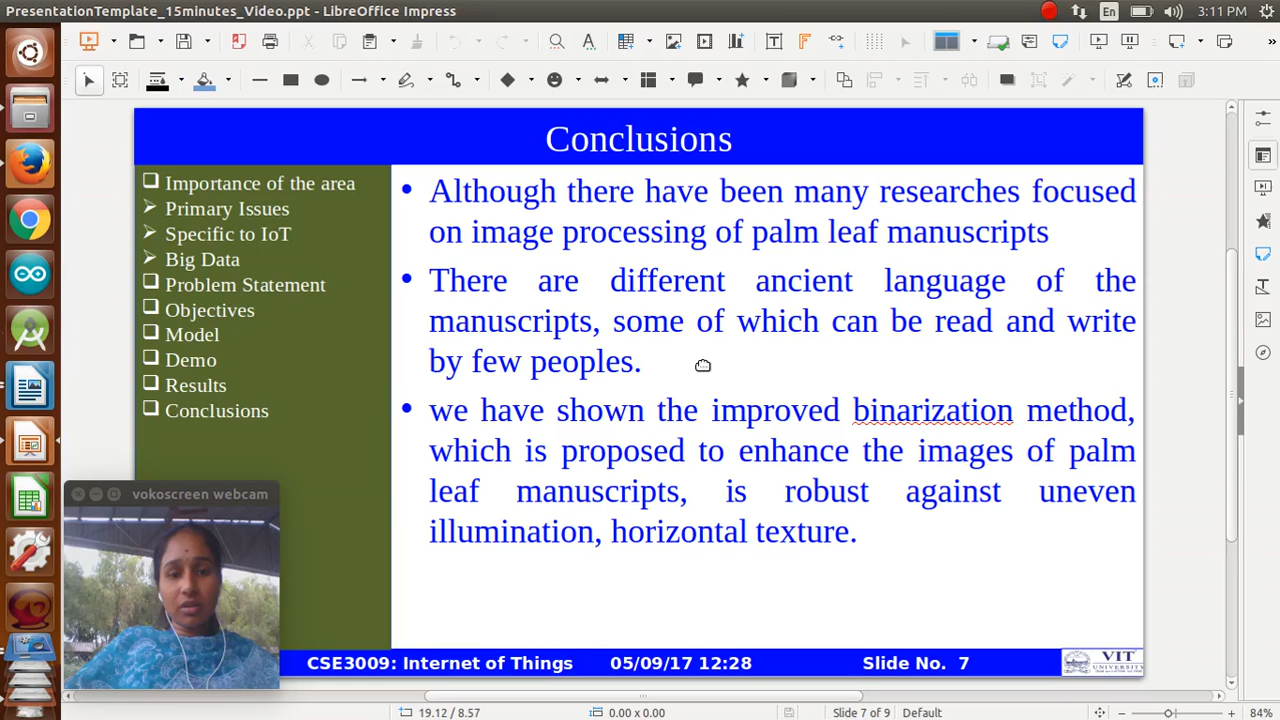 PresentationTemplate_15minutes_Video.ppt - LibreOffice Impress
En
3:11 PM
Conclusions
Importance of the area
Primary Issues
Specific to IoT
Big Data
Problem Statement
Objectives
Model
Demo
Results
Conclusions
• Although there have been many researches focused
on image processing of palm leaf manuscripts
• There are different ancient language of the
manuscripts, some of which can be read and write
by few peoples.
• we have shown the improved binarization method,
which is proposed to enhance the images of palm
leaf manuscripts, is robust against uneven
illumination, horizontal texture.
vokoscreen webcam
CSE3009: Internet of Things 05/09/17 12:28 Slide No. 7
VIT
UNIVERSITY
19.12 / 8.57 0.00 x 0.00 Slide 7 of 9 Default 84%